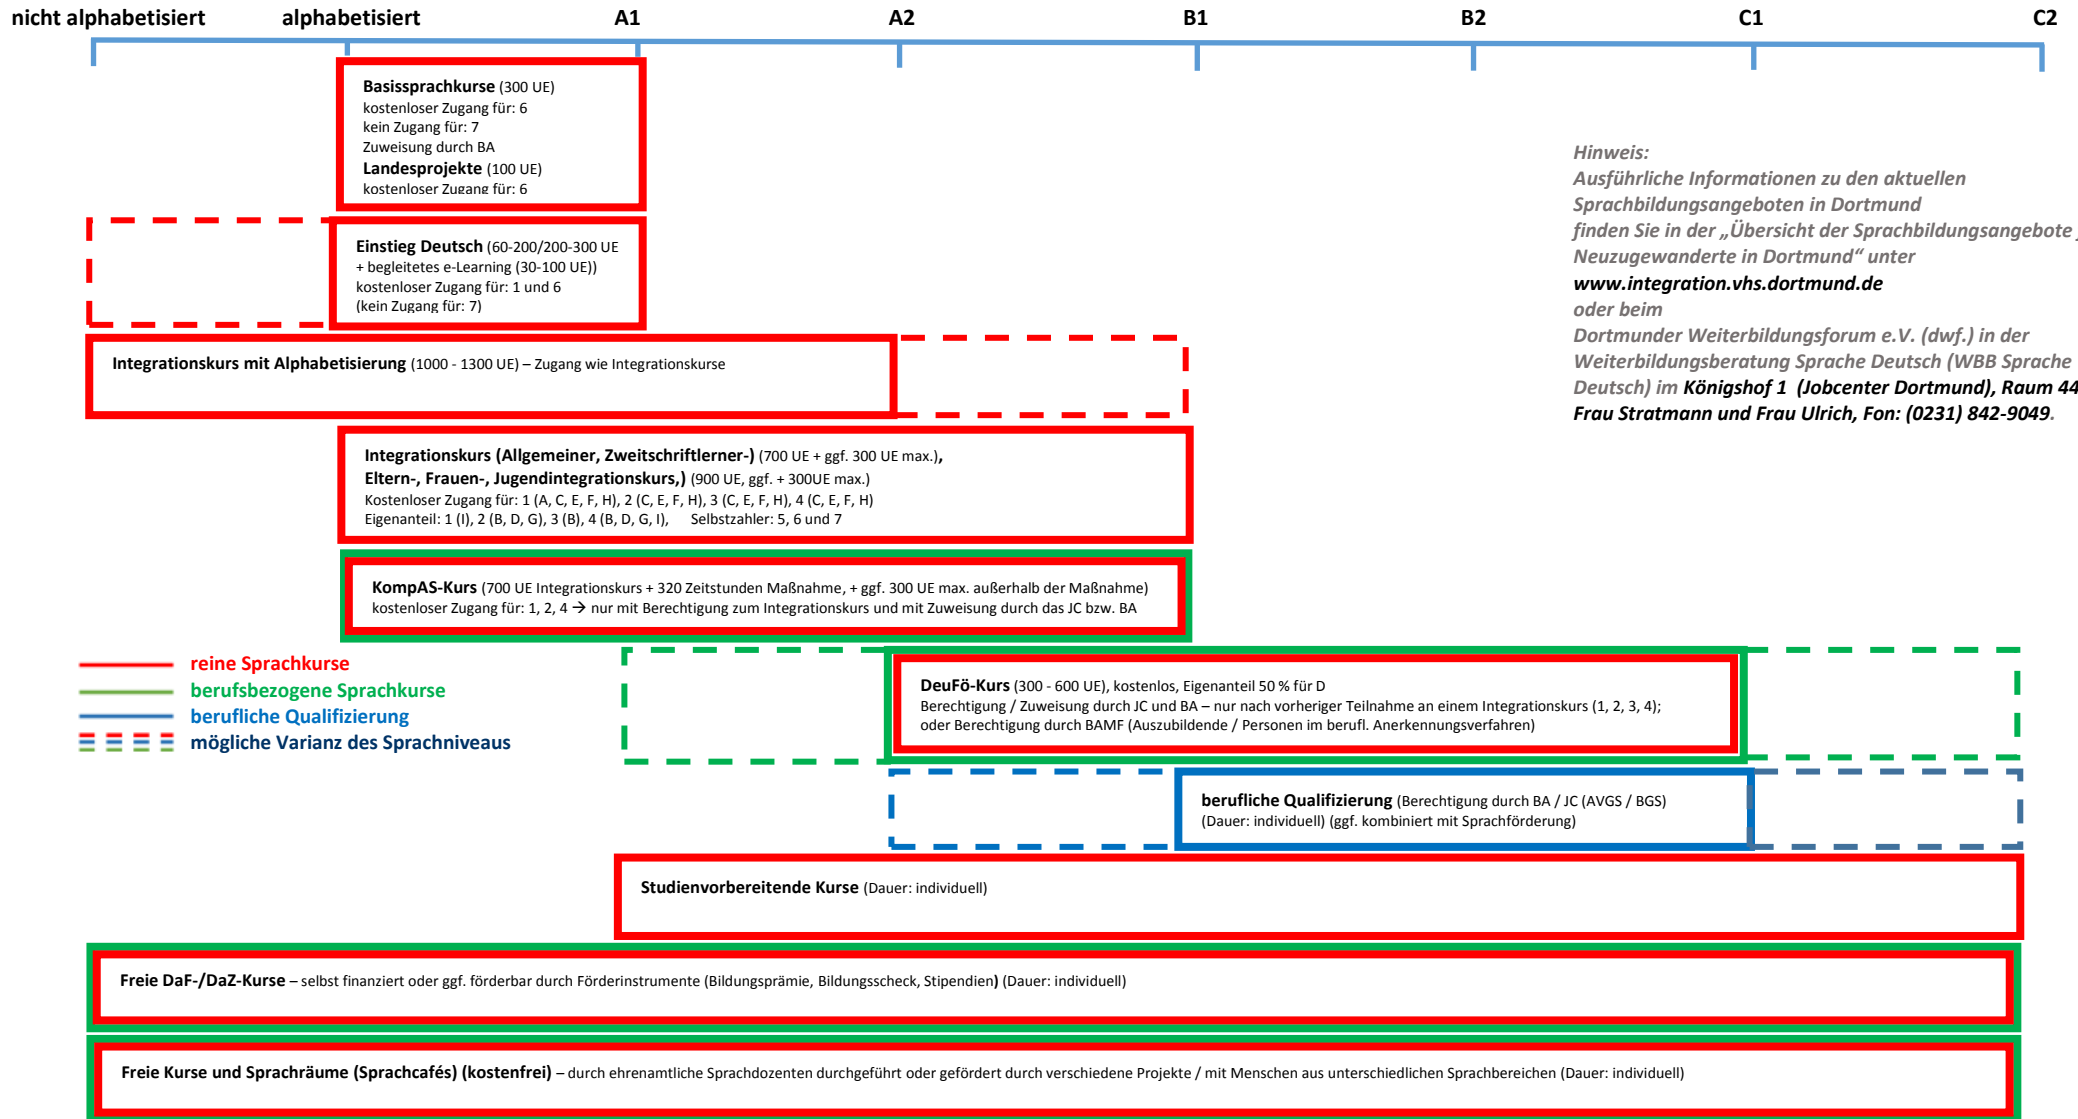 nicht alphabetisiert alphabetisiert A1 A2 B1 B2 C1 C2
Basissprachkurse (300 UE)
kostenloser Zugang für: 6
kein Zugang für: 7
Zuweisung durch BA
Landesprojekte (100 UE)
kostenloser Zugang für: 6
Hinweis:
Ausführliche Informationen zu den aktuellen
Sprachbildungsangeboten in Dortmund
finden Sie in der „Übersicht der Sprachbildungsangebote
Neuzugewanderte in Dortmund“ unter
www.integration.vhs.dortmund.de
oder beim
Dortmunder Weiterbildungsforum e.V. (dwf.) in der
Weiterbildungsberatung Sprache Deutsch (WBB Sprache
Deutsch) im Königshof 1 (Jobcenter Dortmund), Raum 44
Frau Stratmann und Frau Ulrich, Fon: (0231) 842-9049.
Einstieg Deutsch (60-200/200-300 UE
+ begleitetes e-Learning (30-100 UE))
kostenloser Zugang für: 1 und 6
(kein Zugang für: 7)
Integrationskurs mit Alphabetisierung (1000 - 1300 UE) – Zugang wie Integrationskurse
Integrationskurs (Allgemeiner, Zweitschriftlerner-) (700 UE + ggf. 300 UE max.),
Eltern-, Frauen-, Jugendintegrationskurs,) (900 UE, ggf. + 300UE max.)
Kostenloser Zugang für: 1 (A, C, E, F, H), 2 (C, E, F, H), 3 (C, E, F, H), 4 (C, E, F, H)
Eigenanteil: 1 (I), 2 (B, D, G), 3 (B), 4 (B, D, G, I), Selbstzahler: 5, 6 und 7
KompAS-Kurs (700 UE Integrationskurs + 320 Zeitstunden Maßnahme, + ggf. 300 UE max. außerhalb der Maßnahme)
kostenloser Zugang für: 1, 2, 4 → nur mit Berechtigung zum Integrationskurs und mit Zuweisung durch das JC bzw. BA
reine Sprachkurse
berufsbezogene Sprachkurse
berufliche Qualifizierung
mögliche Varianz des Sprachniveaus
DeuFö-Kurs (300 - 600 UE), kostenlos, Eigenanteil 50 % für D
Berechtigung / Zuweisung durch JC und BA – nur nach vorheriger Teilnahme an einem Integrationskurs (1, 2, 3, 4);
oder Berechtigung durch BAMF (Auszubildende / Personen im berufl. Anerkennungsverfahren)
berufliche Qualifizierung (Berechtigung durch BA / JC (AVGS / BGS)
(Dauer: individuell) (ggf. kombiniert mit Sprachförderung)
Studienvorbereitende Kurse (Dauer: individuell)
Freie DaF-/DaZ-Kurse – selbst finanziert oder ggf. förderbar durch Förderinstrumente (Bildungsprämie, Bildungsscheck, Stipendien) (Dauer: individuell)
Freie Kurse und Sprachräume (Sprachcafés) (kostenfrei) – durch ehrenamtliche Sprachdozenten durchgeführt oder gefördert durch verschiedene Projekte / mit Menschen aus unterschiedlichen Sprachbereichen (Dauer: individuell)